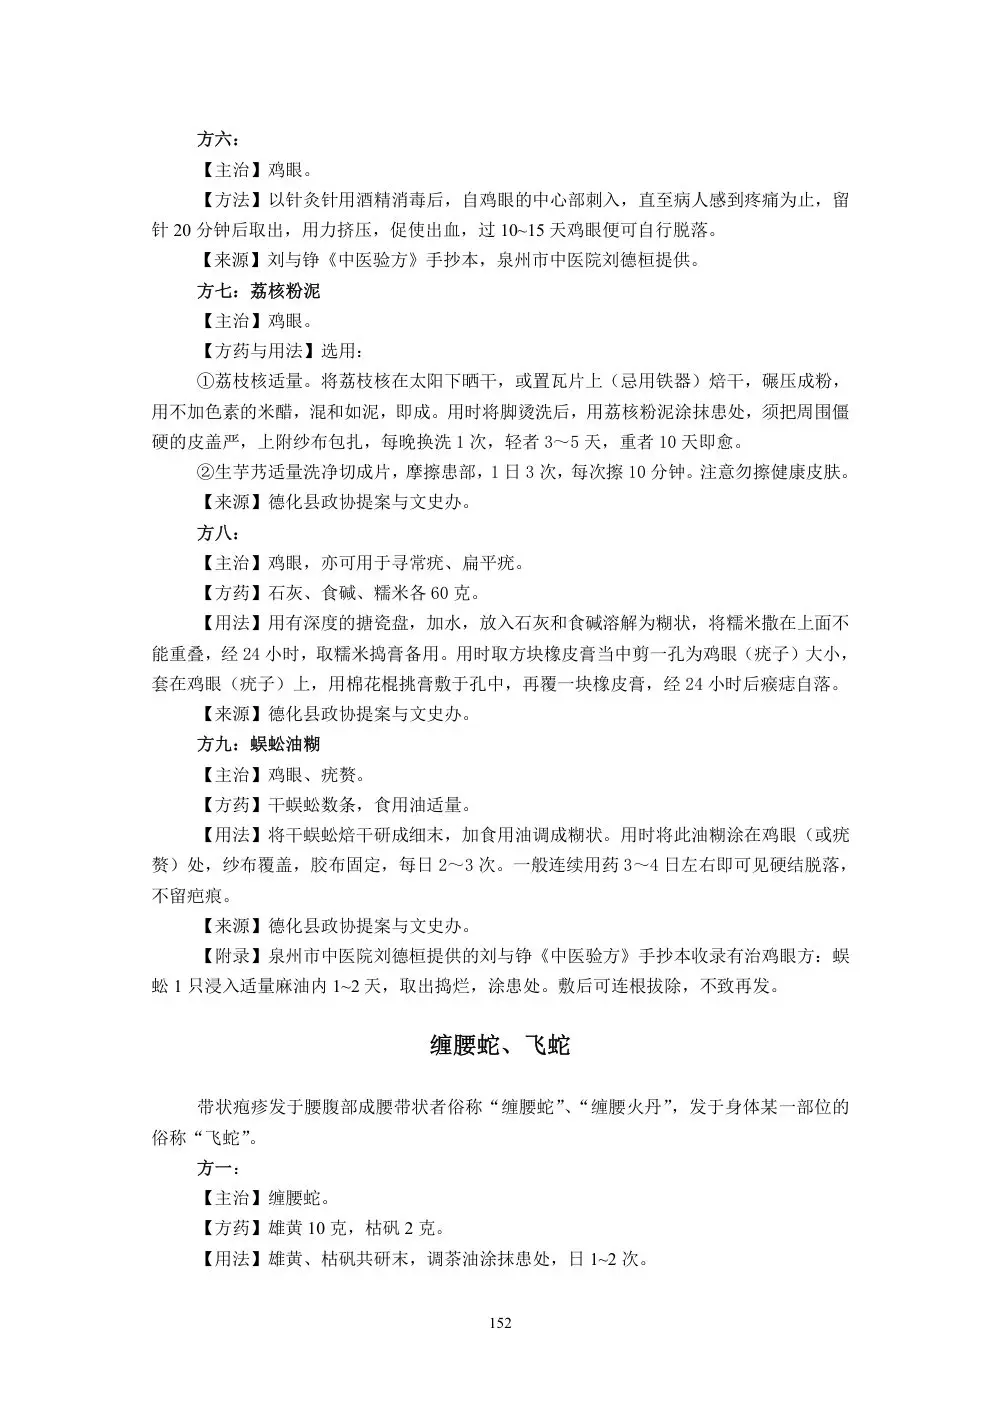 方六：
【主治】鸡眼。
【方法】以针灸针用酒精消毒后，自鸡眼的中心部刺入，直至病人感到疼痛为止，留
针 20 分钟后取出，用力挤压，促使出血，过 10~15 天鸡眼便可自行脱落。
【来源】刘与铮《中医验方》手抄本，泉州市中医院刘德桓提供。
方七：荔核粉泥
【主治】鸡眼。
【方药与用法】选用：
①荔枝核适量。将荔枝核在太阳下晒干，或置瓦片上（忌用铁器）焙干，碾压成粉，
用不加色素的米醋，混和如泥，即成。用时将脚烫洗后，用荔核粉泥涂抹患处，须把周围僵
硬的皮盖严，上附纱布包扎，每晚换洗 1 次，轻者 3～5 天，重者 10 天即愈。
②生芋艿适量洗净切成片，摩擦患部，1 日 3 次，每次擦 10 分钟。注意勿擦健康皮肤。
【来源】德化县政协提案与文史办。
方八：
【主治】鸡眼，亦可用于寻常疣、扁平疣。
【方药】石灰、食碱、糯米各 60 克。
【用法】用有深度的搪瓷盘，加水，放入石灰和食碱溶解为糊状，将糯米撒在上面不
能重叠，经 24 小时，取糯米捣膏备用。用时取方块橡皮膏当中剪一孔为鸡眼（疣子）大小，
套在鸡眼（疣子）上，用棉花棍挑膏敷于孔中，再覆一块橡皮膏，经 24 小时后瘊痣自落。
【来源】德化县政协提案与文史办。
方九：蜈蚣油糊
【主治】鸡眼、疣赘。
【方药】干蜈蚣数条，食用油适量。
【用法】将干蜈蚣焙干研成细末，加食用油调成糊状。用时将此油糊涂在鸡眼（或疣
赘）处，纱布覆盖，胶布固定，每日 2～3 次。一般连续用药 3～4 日左右即可见硬结脱落，
不留疤痕。
【来源】德化县政协提案与文史办。
【附录】泉州市中医院刘德桓提供的刘与铮《中医验方》手抄本收录有治鸡眼方：蜈
蚣 1 只浸入适量麻油内 1~2 天，取出捣烂，涂患处。敷后可连根拔除，不致再发。
缠腰蛇、飞蛇
带状疱疹发于腰腹部成腰带状者俗称“缠腰蛇”、“缠腰火丹”，发于身体某一部位的
俗称“飞蛇”。
方一：
【主治】缠腰蛇。
【方药】雄黄 10 克，枯矾 2 克。
【用法】雄黄、枯矾共研末，调茶油涂抹患处，日 1~2 次。
152